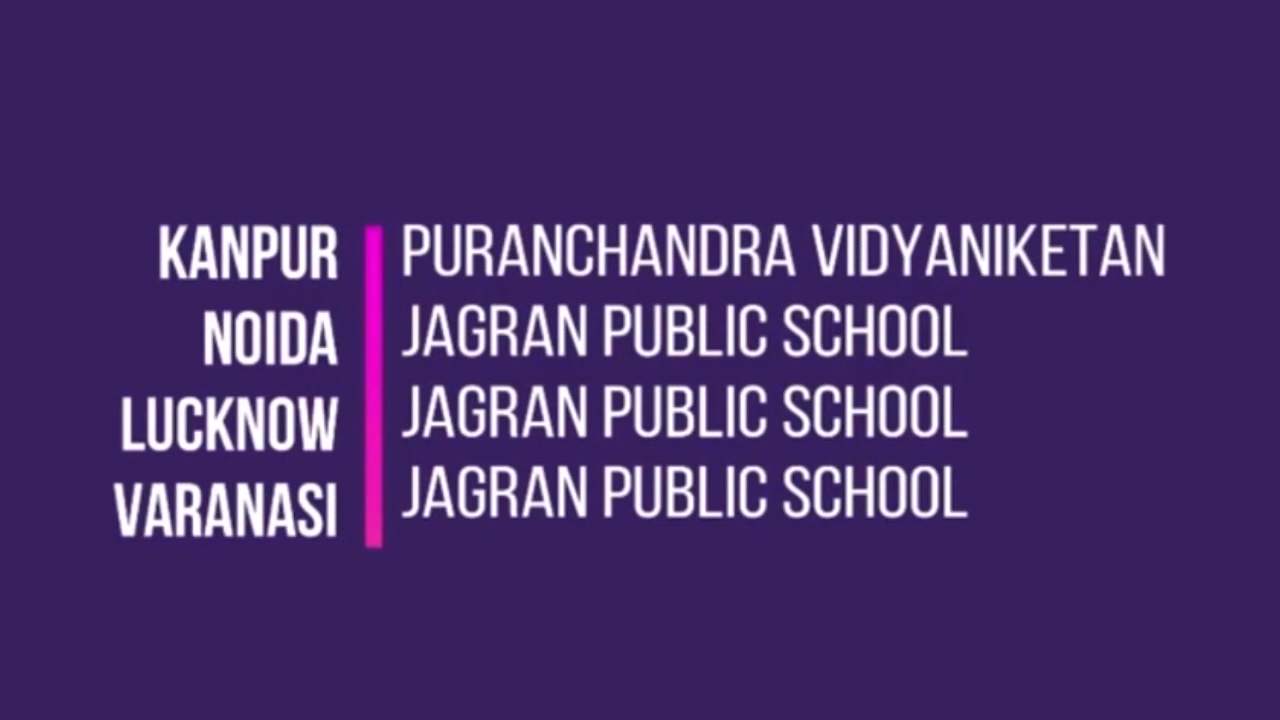 KANPUR PURANCHANDRA VIDYANIKETAN
NOIDA JAGRAN PUBLIC SCHOOL
LUCKNOW JAGRAN PUBLIC SCHOOL
VARANASI JAGRAN PUBLIC SCHOOL